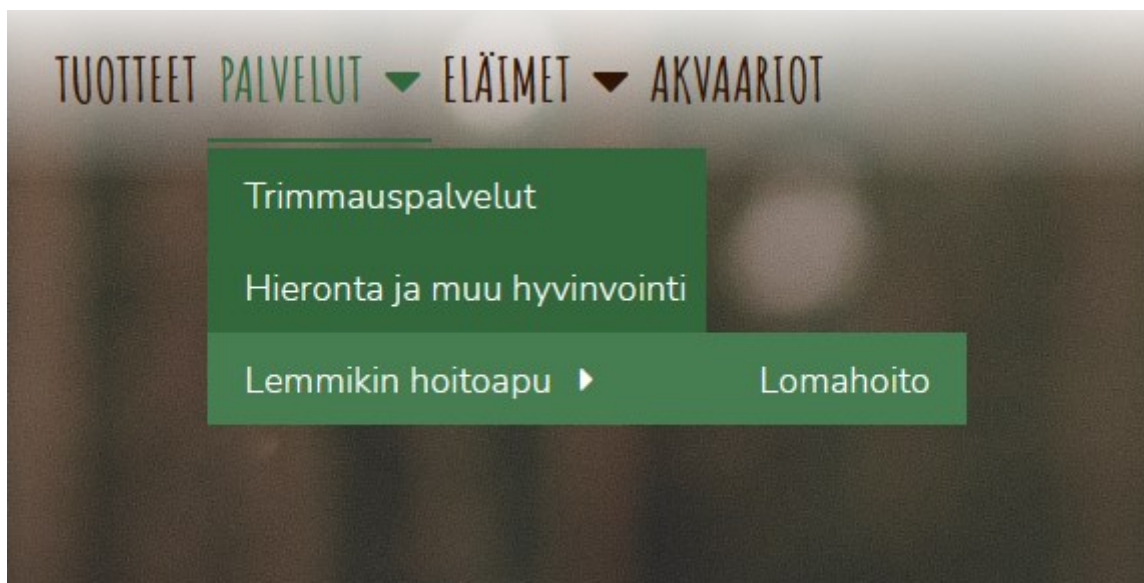 TUOTTEET PALVELUT ELÄIMET AKVAARIOT
Trimmauspalvelut
Hieronta ja muu hyvinvointi
Lemmikin hoitoapu Lomahoito